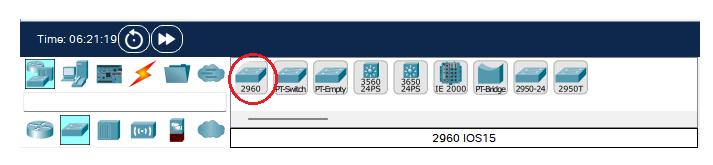 Time: 06:21:19
2960
PT-Switch
PT-Empty
3560
24PS
3650
24PS
IE 2000
PT-Bridge
2950-24
2950T
2960 IOS15